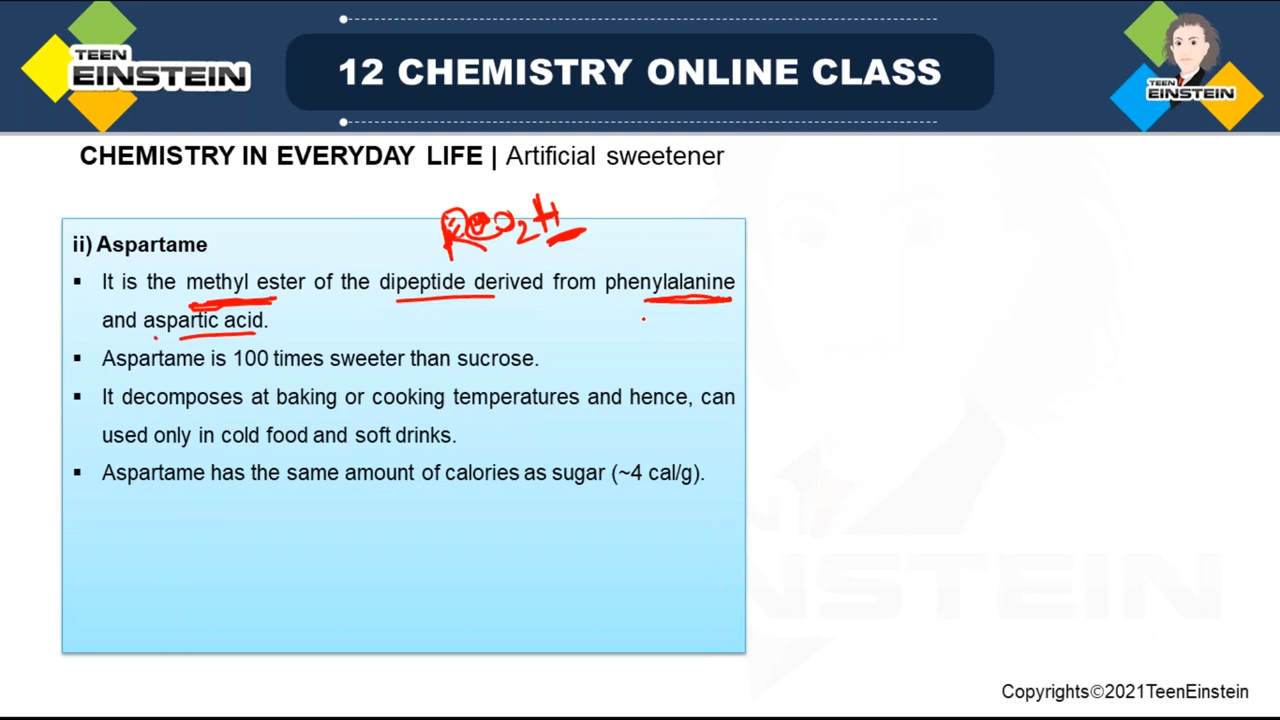 TEEN
EINSTEIN
12 CHEMISTRY ONLINE CLASS
TEEN
EINSTEIN
CHEMISTRY IN EVERYDAY LIFE | Artificial sweetener
ii) Aspartame
▪ It is the methyl ester of the dipeptide derived from phenylalanine
and aspartic acid.
▪ Aspartame is 100 times sweeter than sucrose.
▪ It decomposes at baking or cooking temperatures and hence, can
used only in cold food and soft drinks.
▪ Aspartame has the same amount of calories as sugar (~4 cal/g).
EINSTEIN
Copyrights©2021TeenEinstein